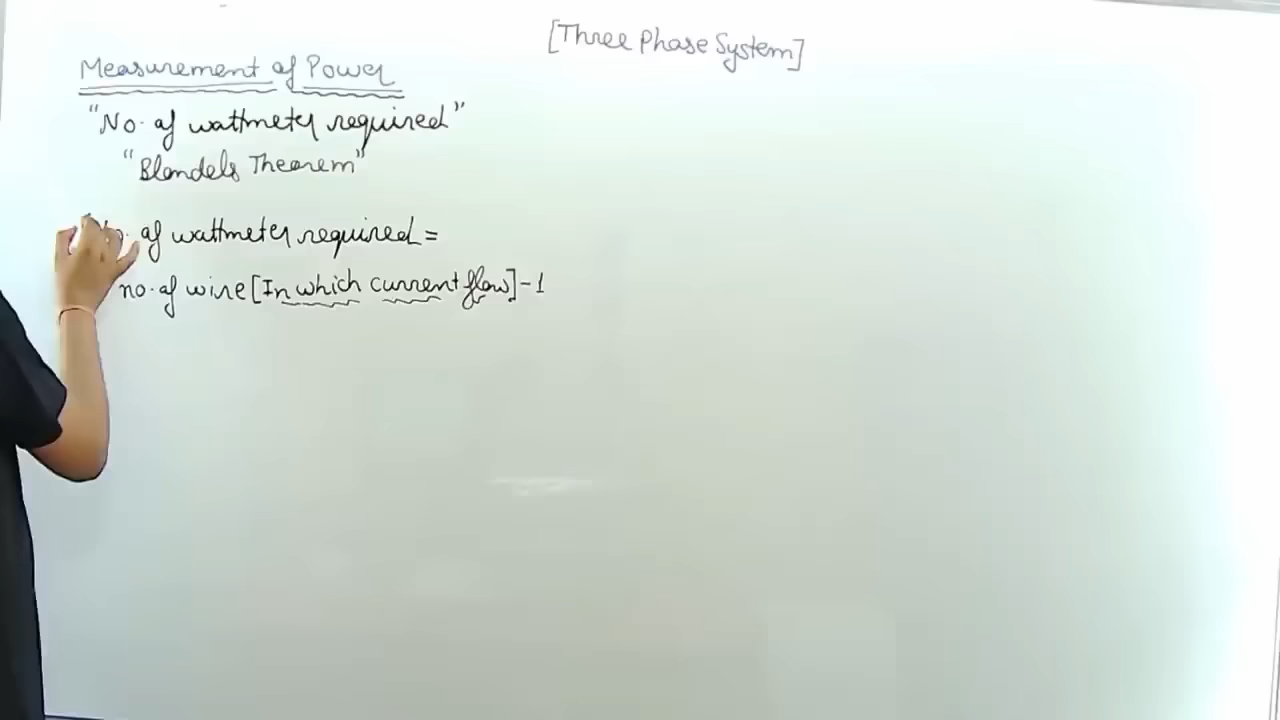 [Three Phase System]
Measurement of Power
"No. of wattmeter required"
"Blondels Theorem"
No. of wattmeter required =
no. of wire [In which current flow] - 1